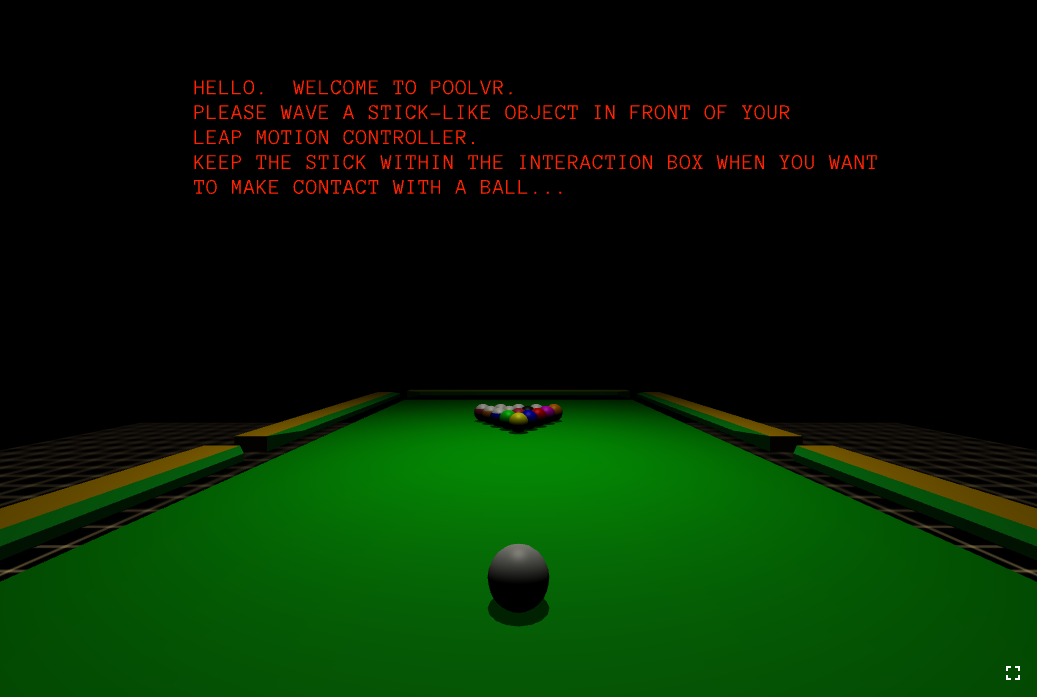 HELLO.  WELCOME TO POOLVR.
PLEASE WAVE A STICK-LIKE OBJECT IN FRONT OF YOUR
LEAP MOTION CONTROLLER.
KEEP THE STICK WITHIN THE INTERACTION BOX WHEN YOU WANT
TO MAKE CONTACT WITH A BALL...